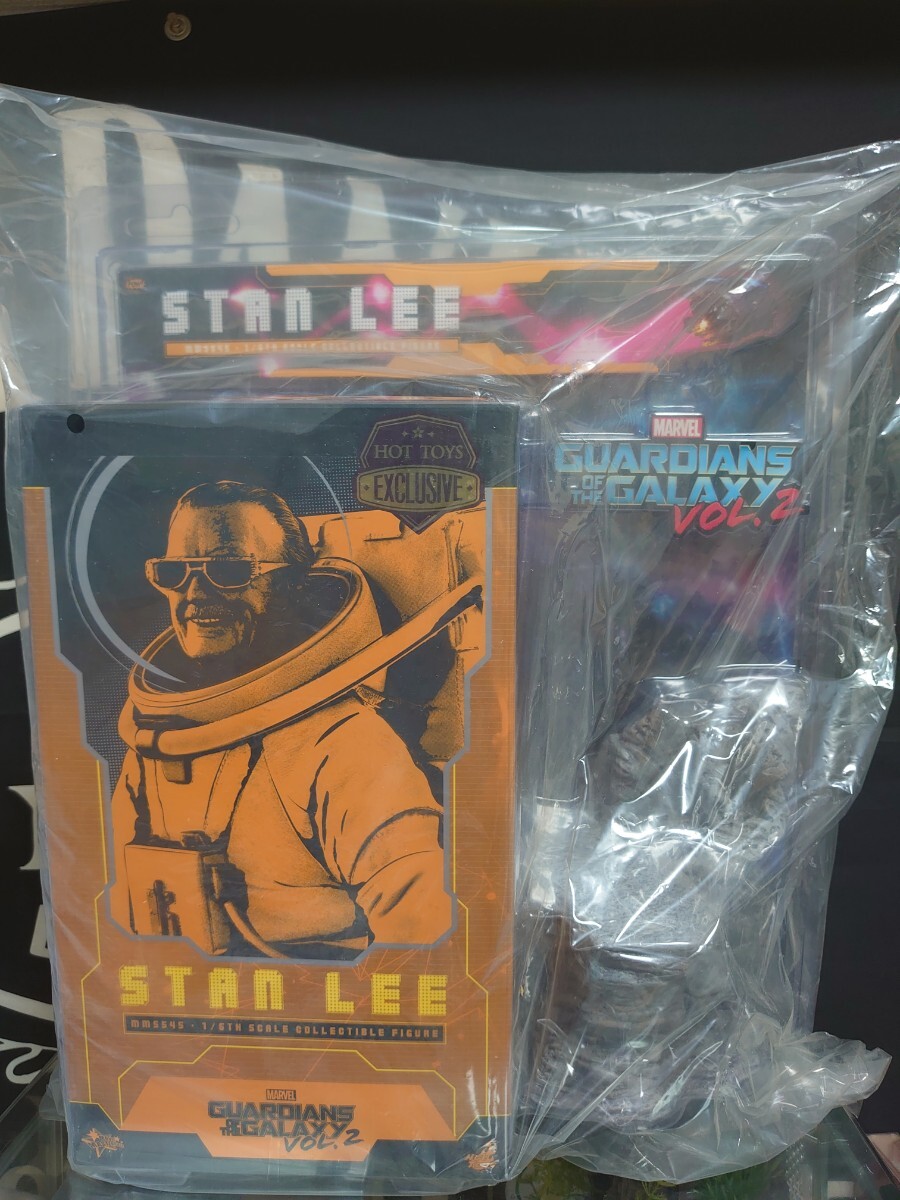 STAN LEE
MMS545 • 1/6TH SCALE COLLECTIBLE FIGURE
MARVEL
GUARDIANS
OF THE GALAXY
VOL. 2
HOT TOYS
EXCLUSIVE
STAN LEE
MMS545 • 1/6TH SCALE COLLECTIBLE FIGURE
MARVEL
GUARDIANS
OF THE GALAXY
VOL. 2